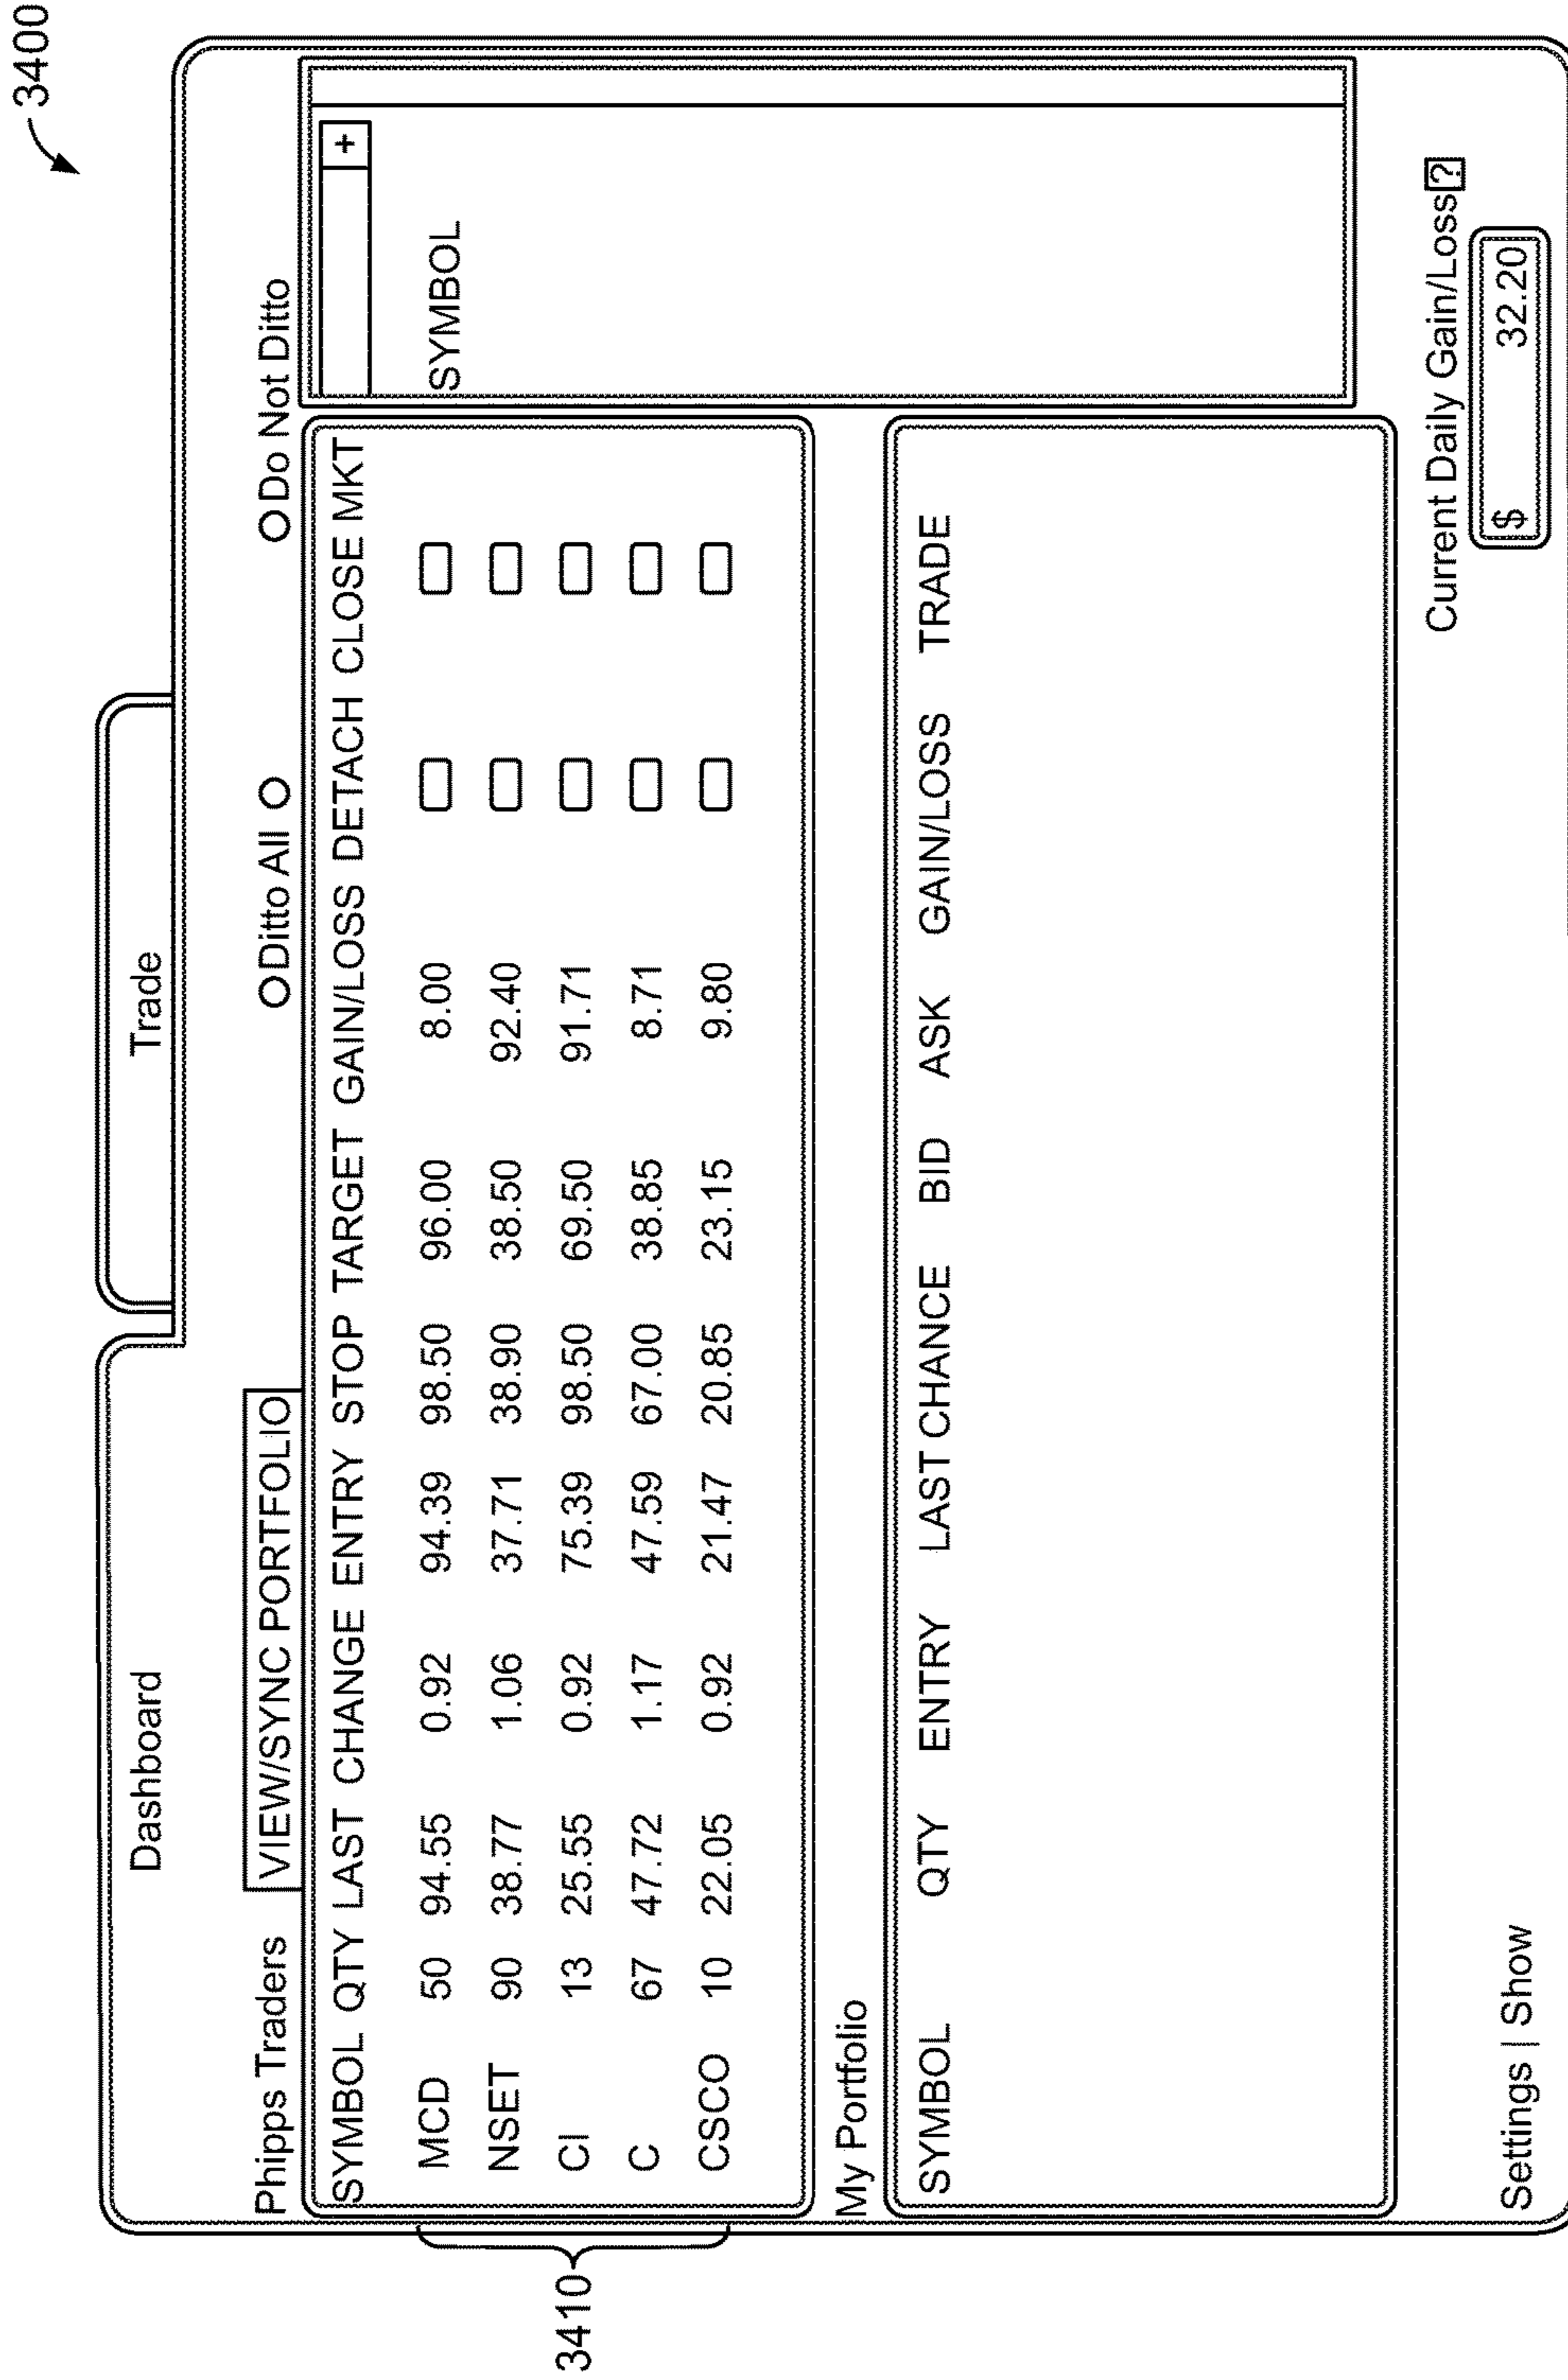 3400
Dashboard
Trade
Phipps Traders
VIEW/SYNC PORTFOLIO
Ditto All
Do Not Ditto
SYMBOL QTY LAST CHANGE ENTRY STOP TARGET GAIN/LOSS DETACH CLOSE MKT
MCD 50 94.55 0.92 94.39 98.50 96.00 8.00
NSET 90 38.77 1.06 37.71 38.90 38.50 92.40
CI 13 25.55 0.92 75.39 98.50 69.50 91.71
C 67 47.72 1.17 47.59 67.00 38.85 8.71
CSCO 10 22.05 0.92 21.47 20.85 23.15 9.80
3410
+
SYMBOL
My Portfolio
SYMBOL QTY ENTRY LAST CHANCE BID ASK GAIN/LOSS TRADE
Current Daily Gain/Loss[?]
$ 32.20
Settings | Show